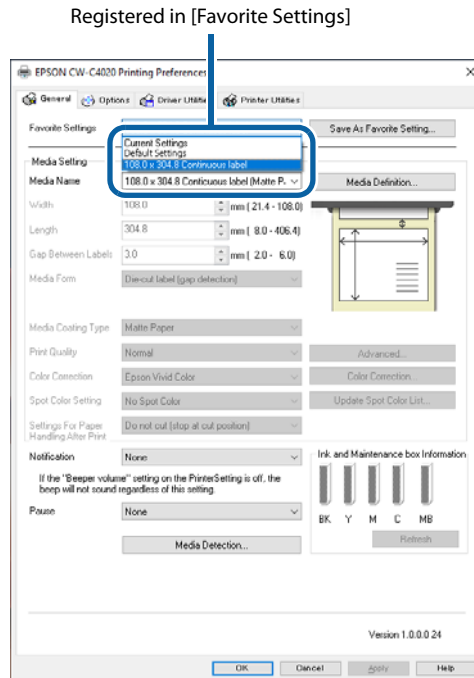 Registered in [Favorite Settings]
EPSON CW-C4020 Printing Preferences
General Options Driver Utilities Printer Utilities
Favorite Settings Save As Favorite Setting...
Current Settings
Default Settings
108.0 x 304.8 Continuous label
Media Setting
Media Name 108.0 x 304.8 Continuous label (Matte P. Media Definition...
Width 108.0 mm ( 21.4 - 108.0)
Length 304.8 mm ( 8.0 - 406.4)
Gap Between Labels 3.0 mm ( 2.0 - 6.0)
Media Form Die-cut label (gap detection)
Media Coating Type Matte Paper
Print Quality Normal Advanced...
Color Correction Epson Vivid Color Color Correction...
Spot Color Setting No Spot Color Update Spot Color List...
Settings For Paper
Handling After Print Do not cut (stop at cut position)
Notification None Ink and Maintenance box Information
If the "Beeper volume" setting on the PrinterSetting is off, the
beep will not sound regardless of this setting.
Pause None
BK Y M C MB
Refresh
Media Detection...
Version 1.0.0.0 24
OK Cancel Apply Help